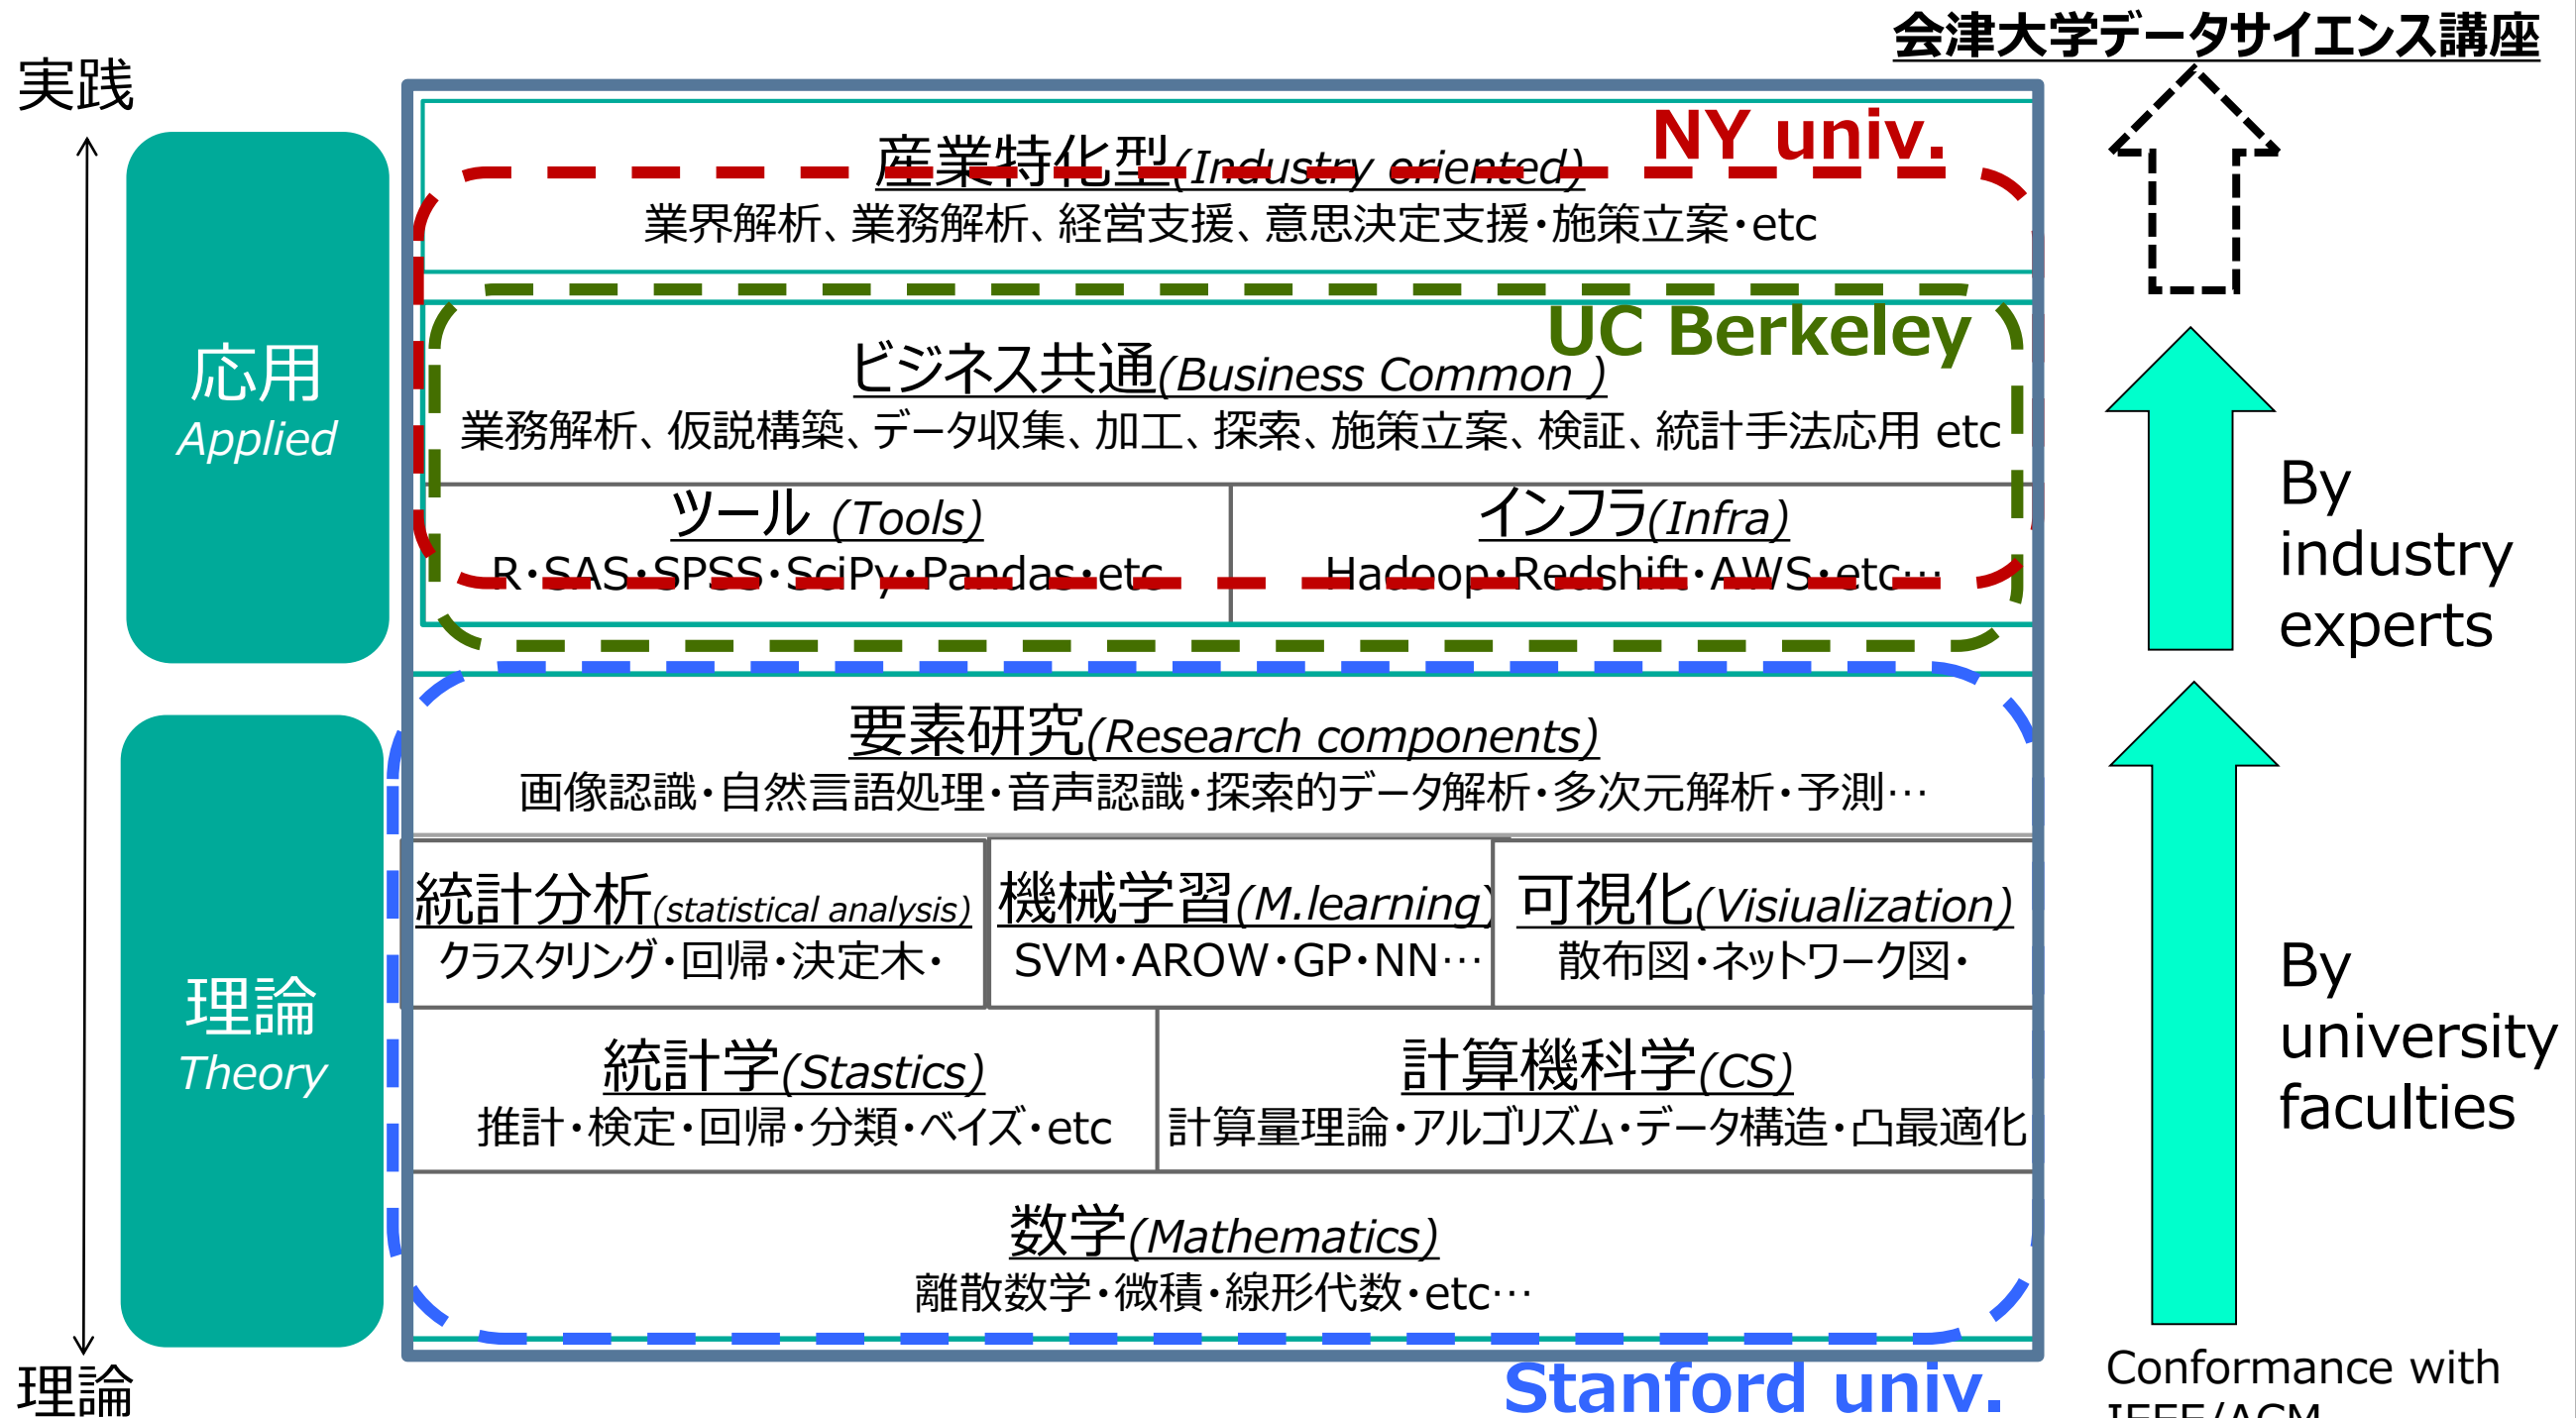 会津大学データサイエンス講座
実践
NY univ.
産業特化型(Industry oriented)
業界解析、業務解析、経営支援、意思決定支援・施策立案・etc
UC Berkeley
ビジネス共通(Business Common )
業務解析、仮説構築、データ収集、加工、探索、施策立案、検証、統計手法応用 etc
応用
Applied
ツール (Tools)
R・SAS・SPSS・SciPy・Pandas・etc
インフラ(Infra)
Hadoop・Redshift・AWS・etc…
By
industry
experts
要素研究(Research components)
画像認識・自然言語処理・音声認識・探索的データ解析・多次元解析・予測…
統計分析(statistical analysis)
クラスタリング・回帰・決定木・
機械学習(M.learning)
SVM・AROW・GP・NN…
可視化(Visiualization)
散布図・ネットワーク図・
理論
Theory
統計学(Stastics)
推計・検定・回帰・分類・ベイズ・etc
計算機科学(CS)
計算量理論・アルゴリズム・データ構造・凸最適化
By
university
faculties
数学(Mathematics)
離散数学・微積・線形代数・etc…
理論
Stanford univ.
Conformance with
IEEE/ACM